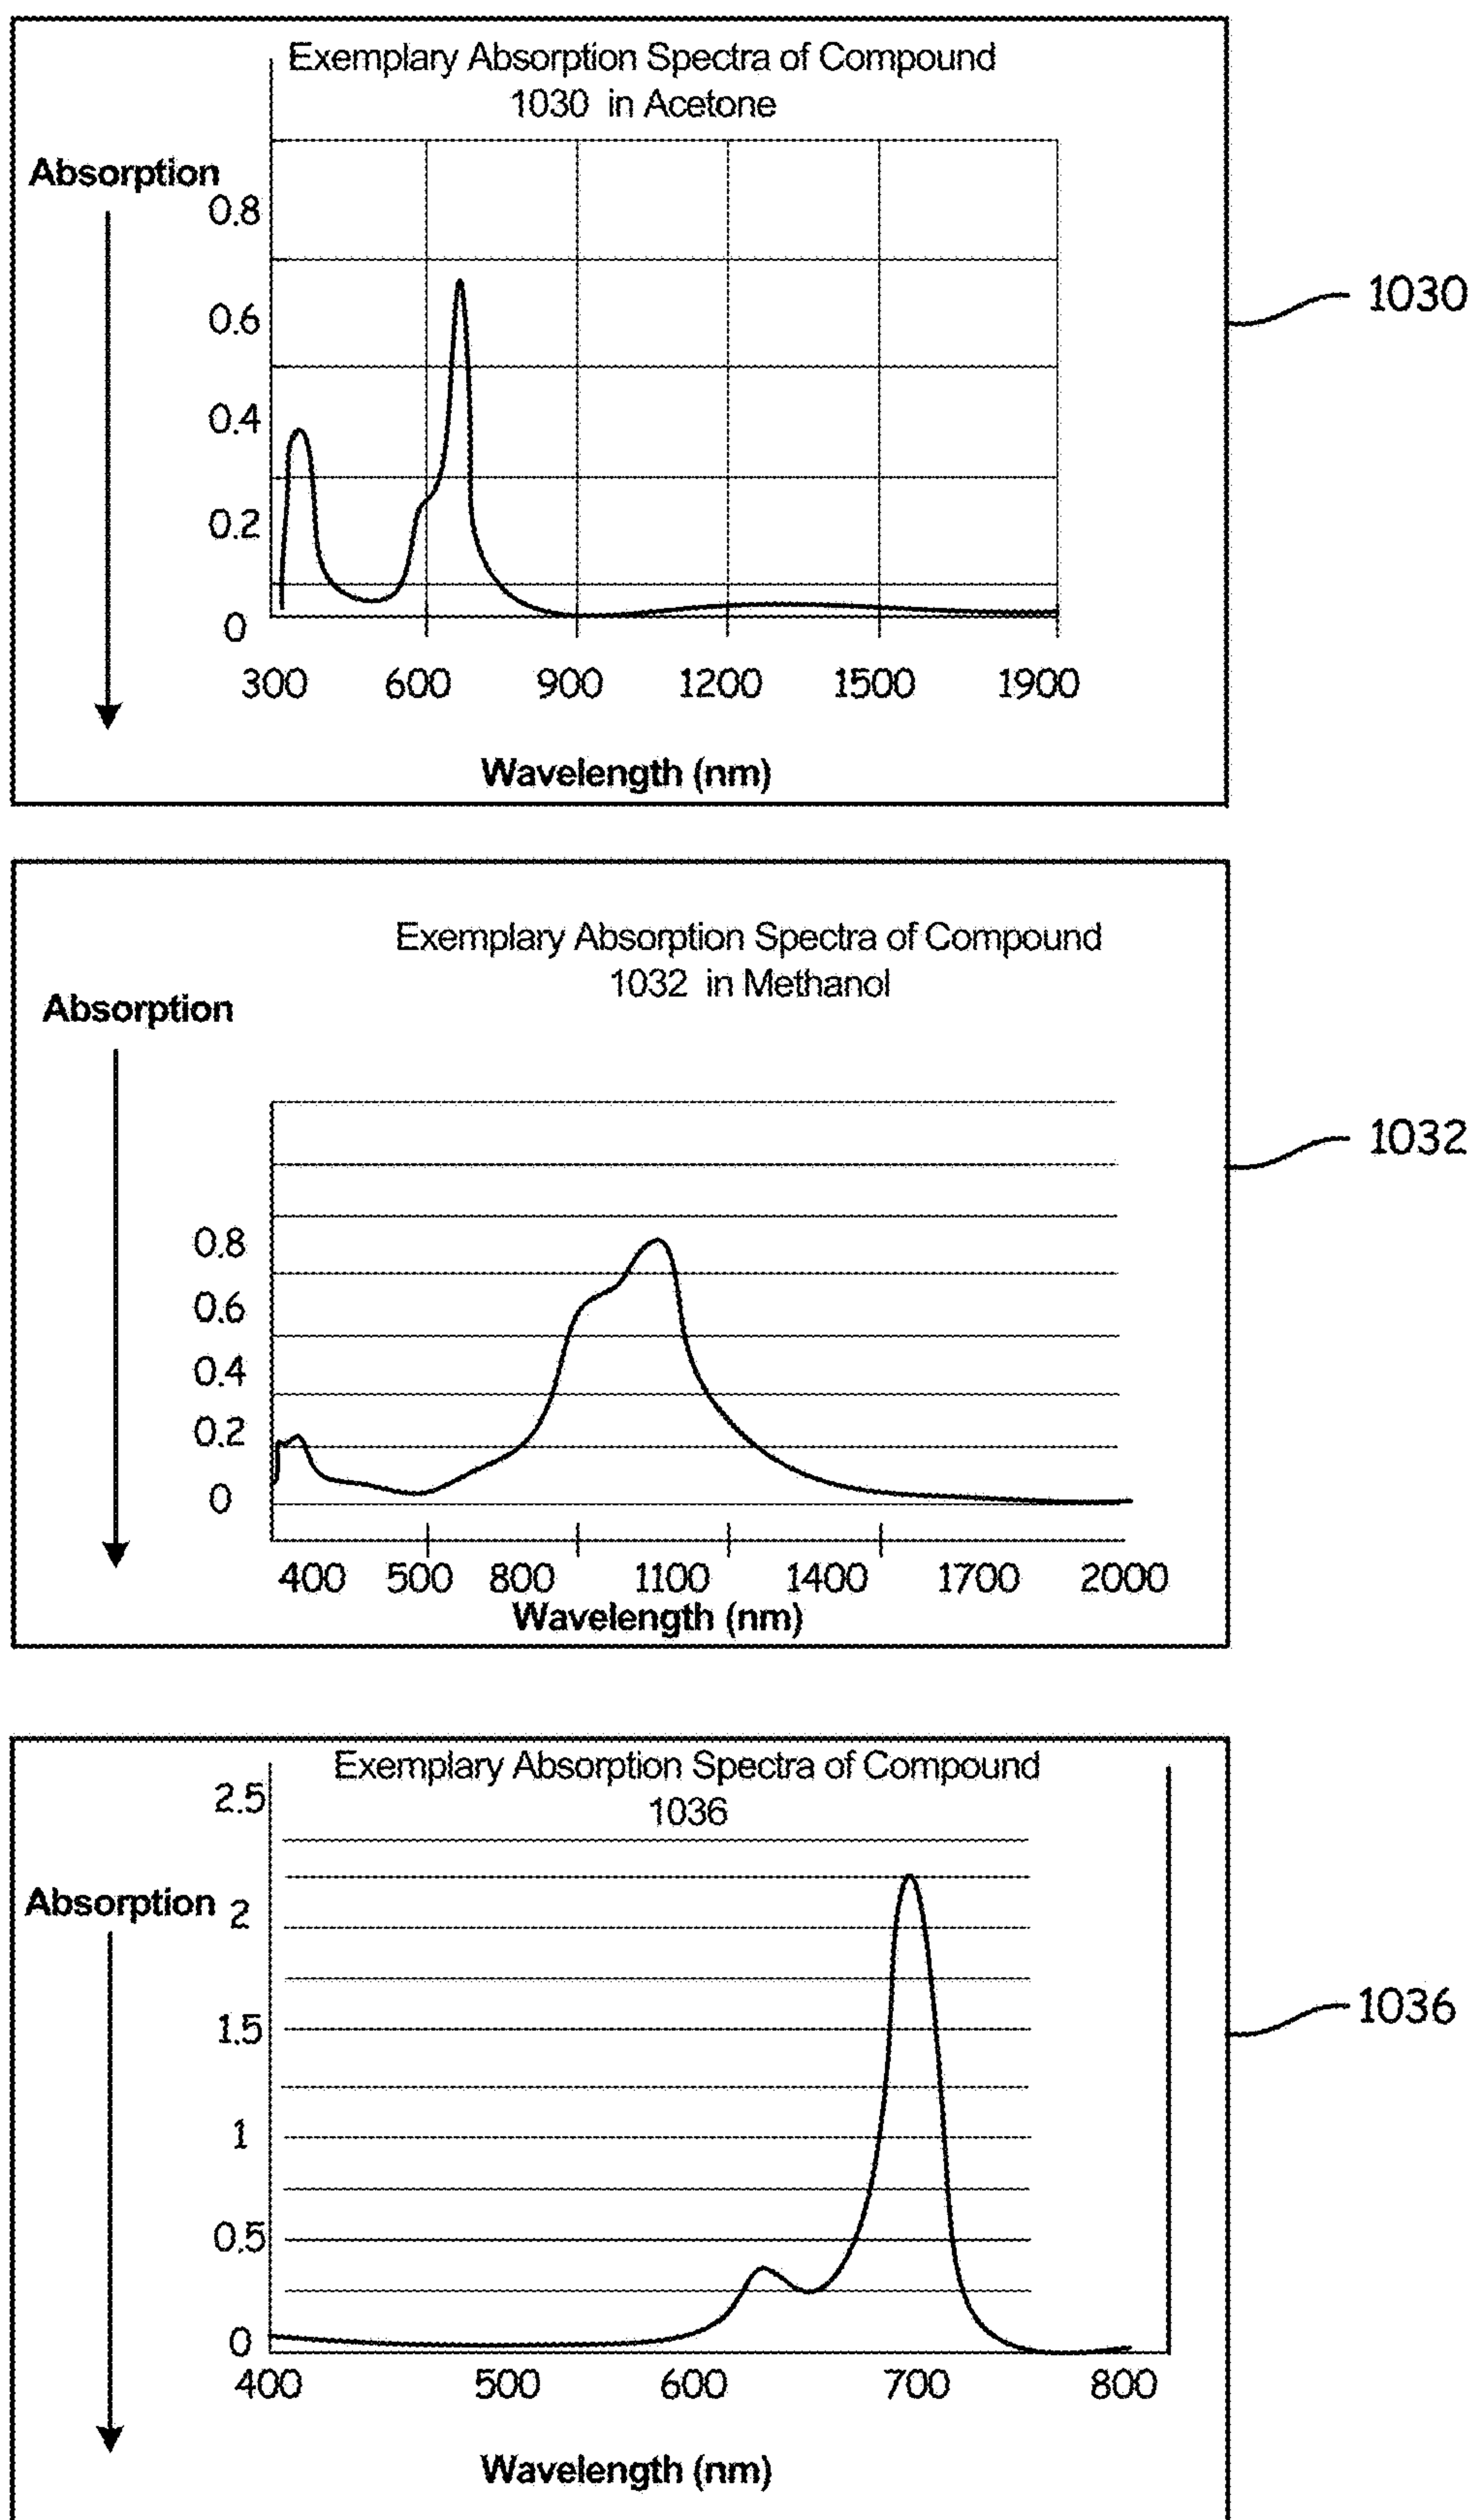 Exemplary Absorption Spectra of Compound
1030 in Acetone
Absorption
0.8
1030
0.6
0.4
0.2
0
300 600 900 1200 1500 1900
Wavelength (nm)
Exemplary Absorption Spectra of Compound
1032 in Methanol
Absorption
1032
0.8
0.6
0.4
0.2
0
400 500 800 1100 1400 1700 2000
Wavelength (nm)
Exemplary Absorption Spectra of Compound
1036
2.5
Absorption
2
1036
1.5
1
0.5
0
400 500 600 700 800
Wavelength (nm)